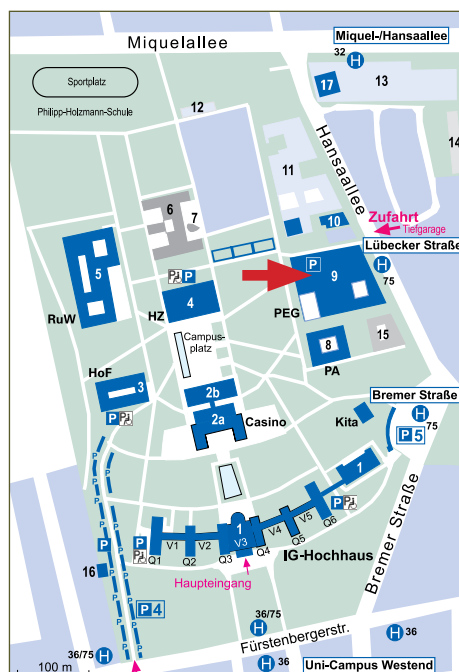 Miquelallee
Miquel-/Hansaallee
32
H
Sportplatz
17
13
Philipp-Holzmann-Schule
12
Hansaallee
14
11
6
7
10
Zufahrt
Tiefgarage
Lübecker Straße
5
P
P
9
H
75
4
RuW
HZ
PEG
15
Campus-
platz
8
PA
HoF
3
2b
Bremer Straße
P
2a
Casino
Kita
H
75
P 5
1
P
Q6
V5
Q5
V4
Q4
1
V3
Q3
V2
Q2
V1
Q1
P
IG-Hochhaus
Bremer Straße
Haupteingang
P
16
P 4
36/75
H
36/75
H
H
36
Fürstenbergerstr.
H
36
100 m
Uni-Campus Westend